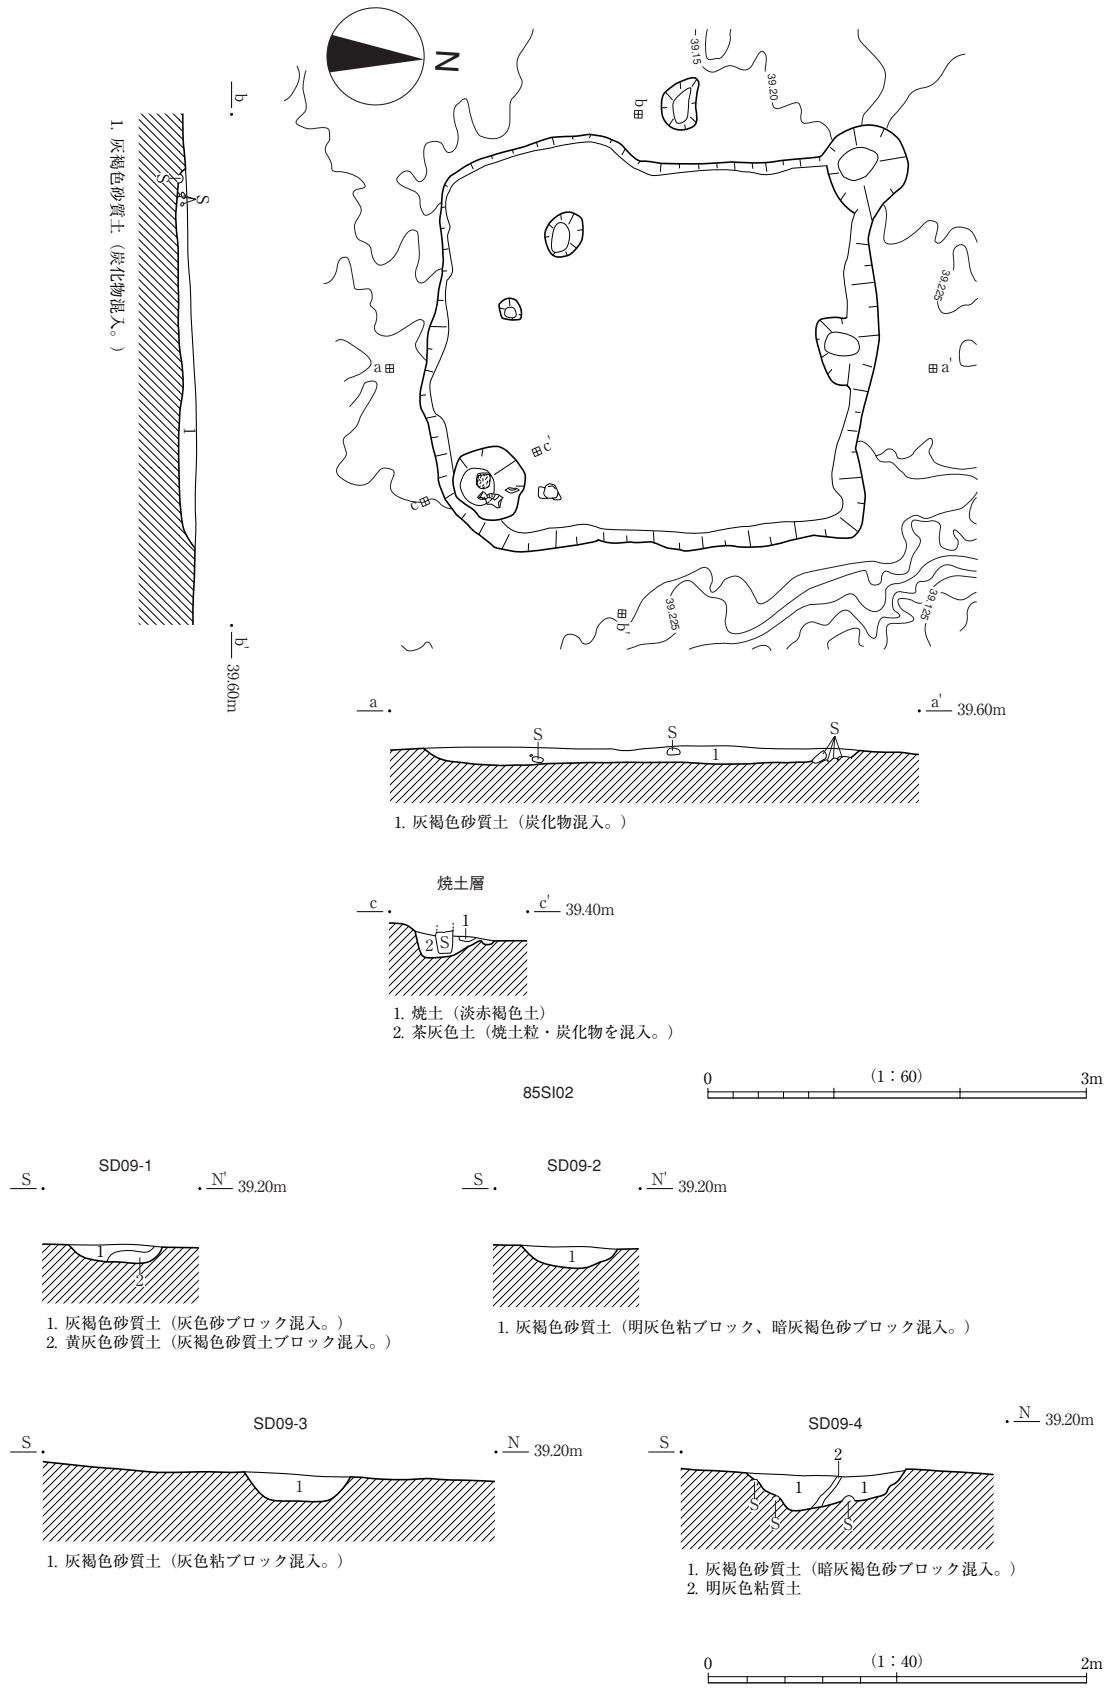 N
39.15
39.20
b
39.225
a
a'
c'
c
39.225
39.125
b'
b
S
S
1
b'
39.60m
1. 灰褐色砂質土（炭化物混入。）
a
a'
39.60m
S
S
S
1
1. 灰褐色砂質土（炭化物混入。）
焼土層
c
c'
39.40m
1
2
S
1. 焼土（淡赤褐色土）
2. 茶灰色土（焼土粒・炭化物を混入。）
85SI02
0
（1：60）
3m
SD09-1
S
N'
39.20m
1
2
1. 灰褐色砂質土（灰色砂ブロック混入。）
2. 黄灰色砂質土（灰褐色砂質土ブロック混入。）
SD09-2
S
N'
39.20m
1
1. 灰褐色砂質土（明灰色粘ブロック、暗灰褐色砂ブロック混入。）
SD09-3
S
N
39.20m
1
1. 灰褐色砂質土（灰色粘ブロック混入。）
SD09-4
S
N
39.20m
2
1
1
S
S
S
1. 灰褐色砂質土（暗灰褐色砂ブロック混入。）
2. 明灰色粘質土
0
（1：40）
2m